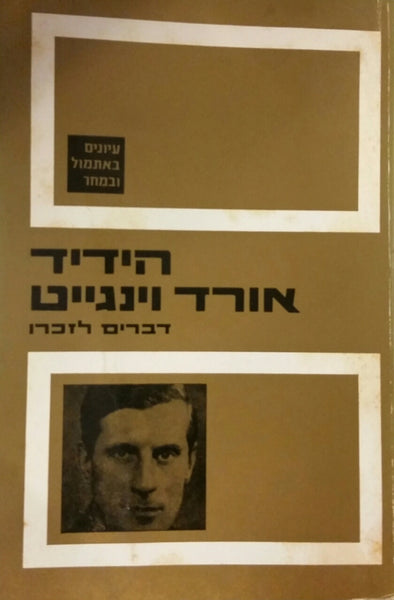 עיונים
באתמול
ובמחר
הידיד
אורד וינגייט
דברים לזכרו